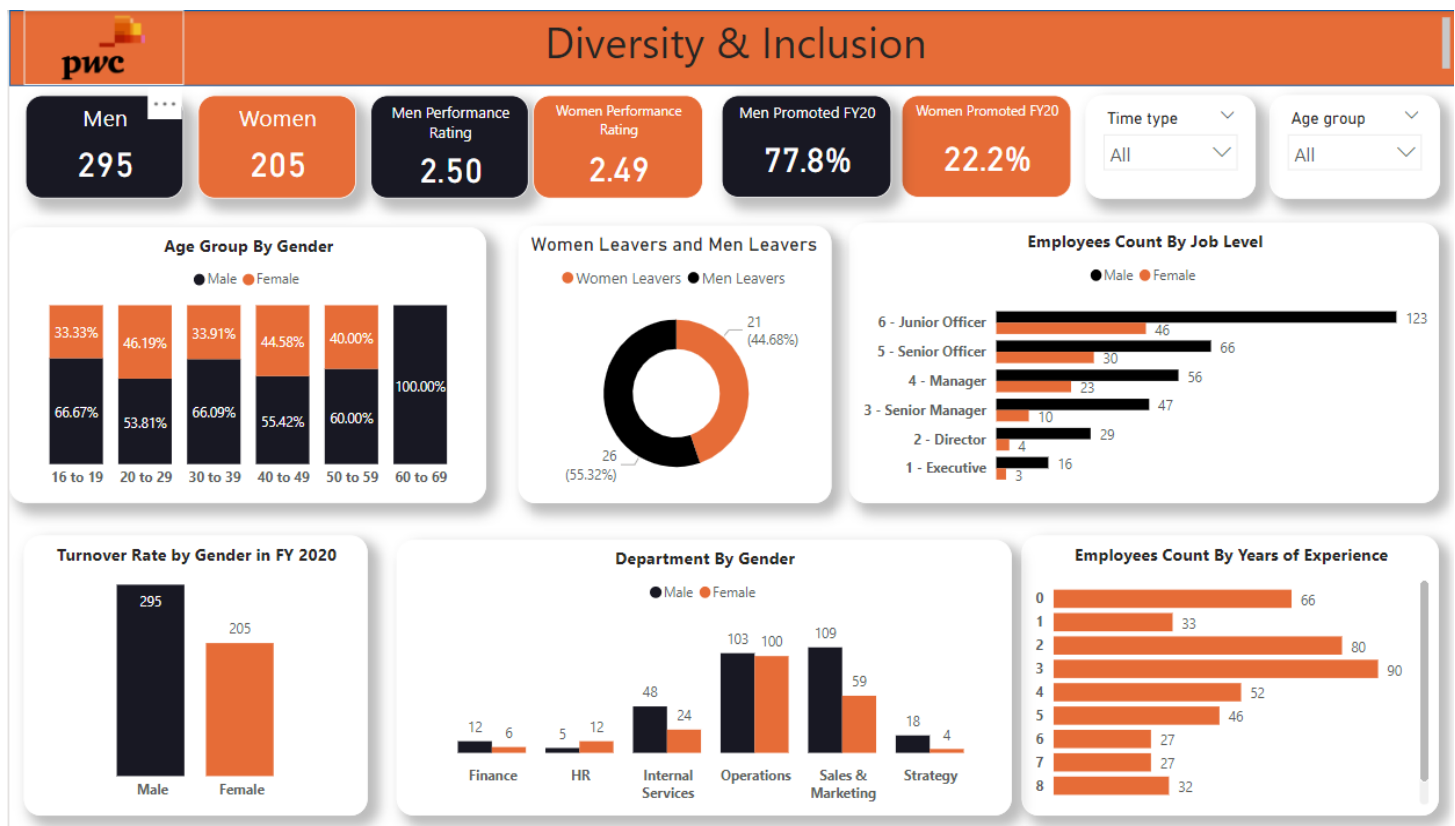 pwc
Diversity & Inclusion
Men
295
Women
205
Men Performance
Rating
2.50
Women Performance
Rating
2.49
Men Promoted FY20
77.8%
Women Promoted FY20
22.2%
Time type
All
Age group
All
Age Group By Gender
Male Female
33.33%
46.19%
33.91%
44.58%
40.00%
100.00%
66.67%
53.81%
66.09%
55.42%
60.00%
16 to 19 20 to 29 30 to 39 40 to 49 50 to 59 60 to 69
Women Leavers and Men Leavers
Women Leavers Men Leavers
21
(44.68%)
26
(55.32%)
Employees Count By Job Level
Male Female
6 - Junior Officer 123
46
5 - Senior Officer 66
30
4 - Manager 56
23
3 - Senior Manager 47
10
2 - Director 29
4
1 - Executive 16
3
Turnover Rate by Gender in FY 2020
295
205
Male Female
Department By Gender
Male Female
12 6 5 12 48 24 103 100 109 59 18 4
Finance HR Internal Operations Sales & Strategy
Services Marketing
Employees Count By Years of Experience
0 66
1 33
2 80
3 90
4 52
5 46
6 27
7 27
8 32